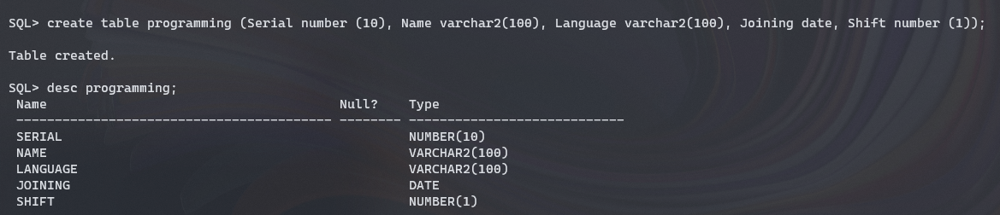 SQL> create table programming (Serial number (10), Name varchar2(100), Language varchar2(100), Joining date, Shift number (1));
Table created.
SQL> desc programming;
Name Null? Type
----------------------------------------- -------- ----------------------------
SERIAL NUMBER(10)
NAME VARCHAR2(100)
LANGUAGE VARCHAR2(100)
JOINING DATE
SHIFT NUMBER(1)